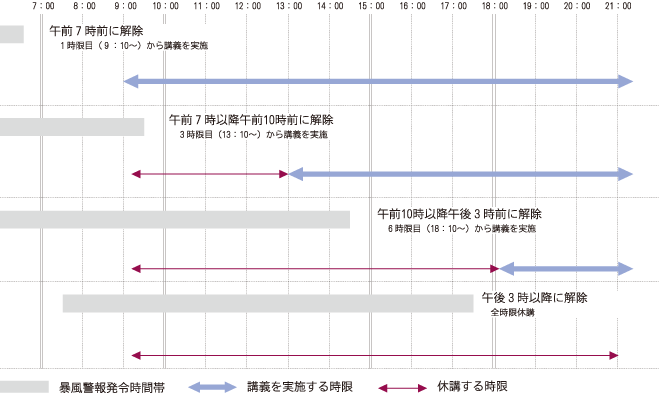 7：00 8：00 9：00 10：00 11：00 12：00 13：00 14：00 15：00 16：00 17：00 18：00 19：00 20：00 21：00
午前７時前に解除
1時限目（９：10〜）から講義を実施
午前７時以降午前10時前に解除
3時限目（13：10〜）から講義を実施
午前10時以降午後３時前に解除
6時限目（18：10〜）から講義を実施
午後３時以降に解除
全時限休講
暴風警報発令時間帯 講義を実施する時限 休講する時限